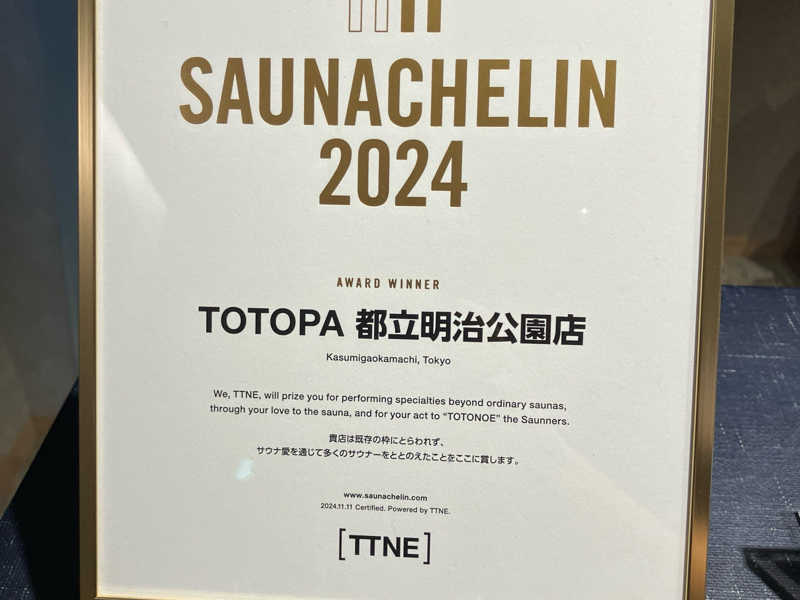 SAUNACHELIN
2024
AWARD WINNER
TOTOPA 都立明治公園店
Kasumigaokamachi, Tokyo
We, TTNE, will prize you for performing specialties beyond ordinary saunas,
through your love to the sauna, and for your act to “TOTONOE” the Saunners.
貴店は既存の枠にとらわれず、
サウナ愛を通じて多くのサウナーをととのえたことをここに賞します。
www.saunachelin.com
2024.11.11 Certified. Powered by TTNE.
[TTNE]